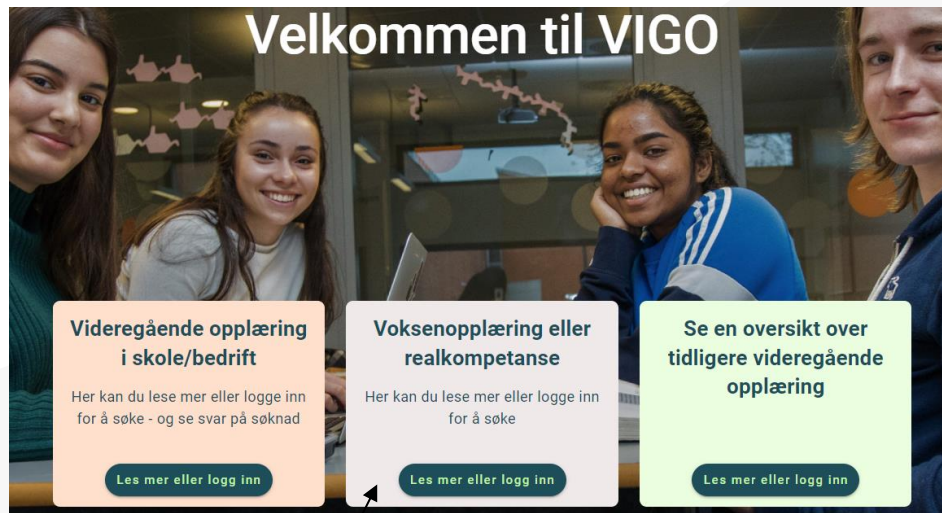 Velkommen til VIGO
Videregående opplæring
i skole/bedrift
Her kan du lese mer eller logge inn
for å søke - og se svar på søknad
Les mer eller logg inn
Voksenopplæring eller
realkompetanse
Her kan du lese mer eller logge inn
for å søke
Les mer eller logg inn
Se en oversikt over
tidligere videregående
opplæring
Les mer eller logg inn